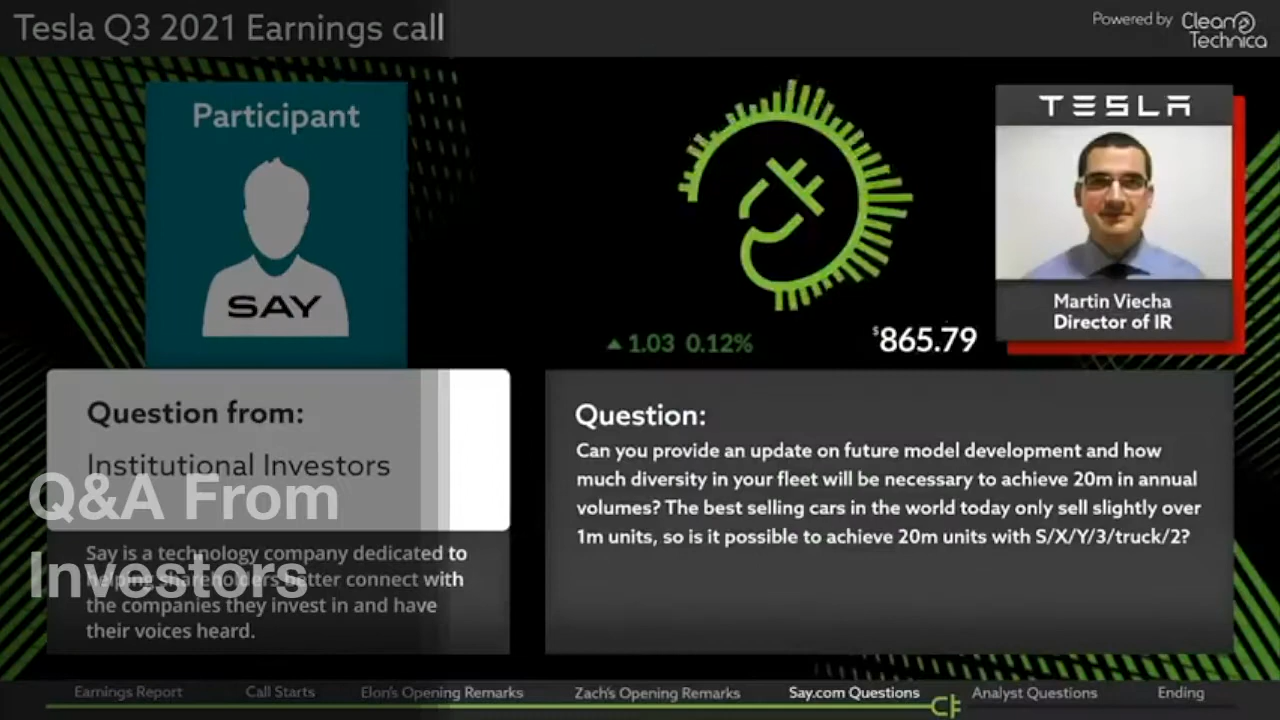 Tesla Q3 2021 Earnings call
Powered by
CleanTechnica
Participant
SAY
TESLA
Martin Viecha
Director of IR
1.03 0.12%
$865.79
Question from:
Institutional Investors
Q&A From
Investors
Say is a technology company dedicated to
helping shareholders better connect with
the companies they invest in and have
their voices heard.
Question:
Can you provide an update on future model development and how
much diversity in your fleet will be necessary to achieve 20m in annual
volumes? The best selling cars in the world today only sell slightly over
1m units, so is it possible to achieve 20m units with S/X/Y/3/truck/2?
Earnings Report
Call Starts
Elon's Opening Remarks
Zach's Opening Remarks
Say.com Questions
Analyst Questions
Ending